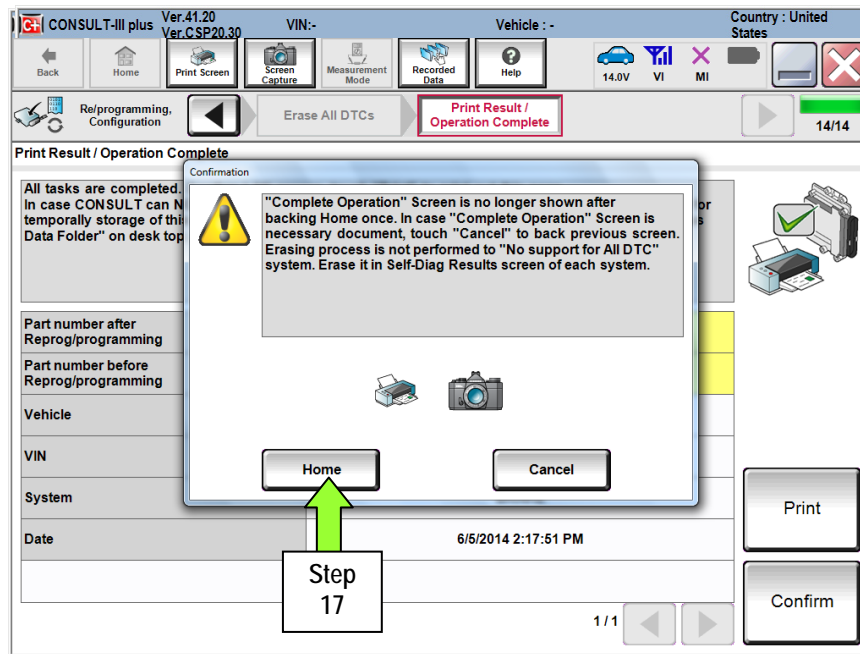 CONSULT-III plus
Ver.41.20
Ver.CSP20.30
VIN:-
Vehicle : -
Country : United
States
Back
Home
Print Screen
Screen
Capture
Measurement
Mode
Recorded
Data
Help
14.0V
VI
MI
Re/programming,
Configuration
Erase All DTCs
Print Result /
Operation Complete
14/14
Print Result / Operation Complete
All tasks are completed.
In case CONSULT can N
or
temporally storage of thi
s
Data Folder" on desk top
Confirmation
"Complete Operation" Screen is no longer shown after
backing Home once. In case "Complete Operation" Screen is
necessary document, touch "Cancel" to back previous screen.
Erasing process is not performed to "No support for All DTC"
system. Erase it in Self-Diag Results screen of each system.
Home
Cancel
Part number after
Reprog/programming
Part number before
Reprog/programming
Vehicle
VIN
System
Date
6/5/2014 2:17:51 PM
Step
17
1/1
Print
Confirm